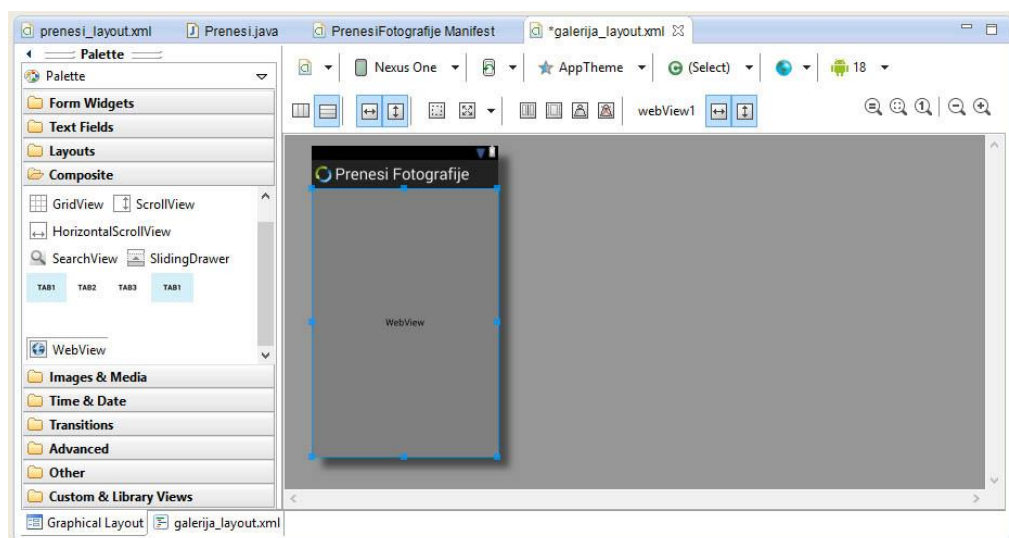 prenesi_layout.xml
Prenesi.java
PrenesiFotografije Manifest
*galerija_layout.xml
Palette
Palette
Form Widgets
Text Fields
Layouts
Composite
GridView ScrollView
HorizontalScrollView
SearchView SlidingDrawer
TAB1 TAB2 TAB3 TAB1
WebView
Images & Media
Time & Date
Transitions
Advanced
Other
Custom & Library Views
Graphical Layout
galerija_layout.xml
Nexus One
AppTheme
(Select)
18
webView1
1
Prenesi Fotografije
WebView